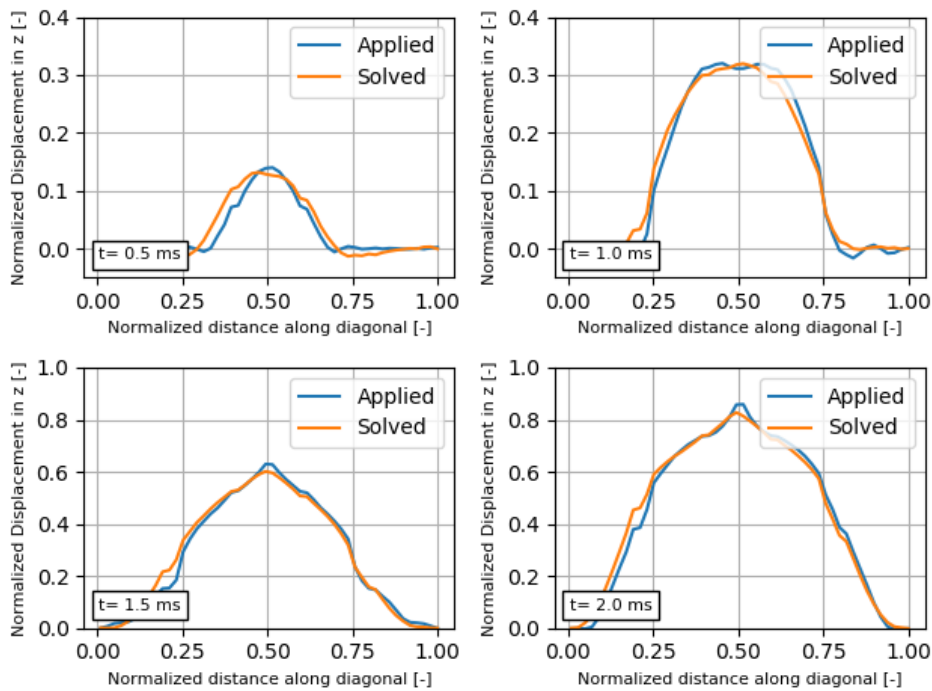 Normalized Displacement in z [-]
0.4
0.3
0.2
0.1
0.0
Applied
Solved
t= 0.5 ms
0.00 0.25 0.50 0.75 1.00
Normalized distance along diagonal [-]
Normalized Displacement in z [-]
0.4
0.3
0.2
0.1
0.0
Applied
Solved
t= 1.0 ms
0.00 0.25 0.50 0.75 1.00
Normalized distance along diagonal [-]
Normalized Displacement in z [-]
1.0
0.8
0.6
0.4
0.2
0.0
Applied
Solved
t= 1.5 ms
0.00 0.25 0.50 0.75 1.00
Normalized distance along diagonal [-]
Normalized Displacement in z [-]
1.0
0.8
0.6
0.4
0.2
0.0
Applied
Solved
t= 2.0 ms
0.00 0.25 0.50 0.75 1.00
Normalized distance along diagonal [-]